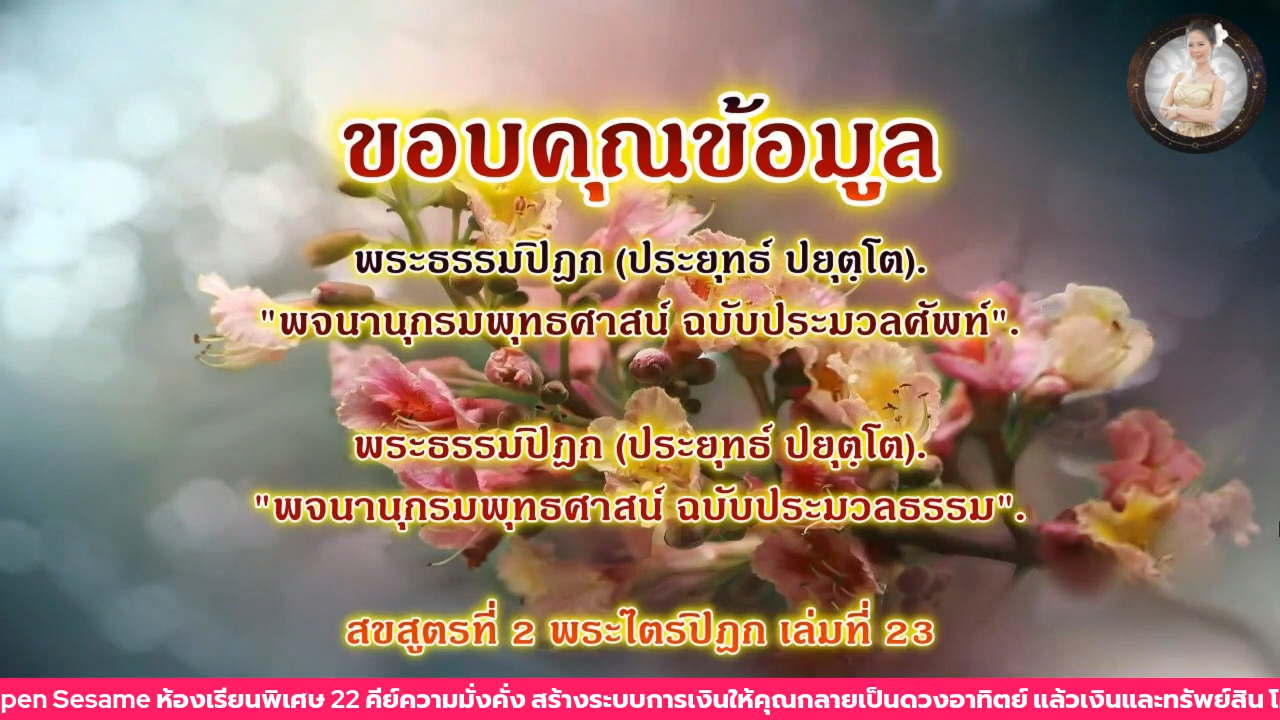 ขอบคุณข้อมูล
พระธรรมปิฎก (ประยุทธ์ ปยุตฺโต).
"พจนานุกรมพุทธศาสน์ ฉบับประมวลศัพท์".
พระธรรมปิฎก (ประยุทธ์ ปยุตฺโต).
"พจนานุกรมพุทธศาสน์ ฉบับประมวลธรรม".
สขสูตรที่ 2 พระไตรปิฎก เล่มที่ 23
pen Sesame ห้องเรียนพิเศษ 22 คีย์ความมั่งคั่ง สร้างระบบการเงินให้คุณกลายเป็นดวงอาทิตย์ แล้วเงินและทรัพย์สิน